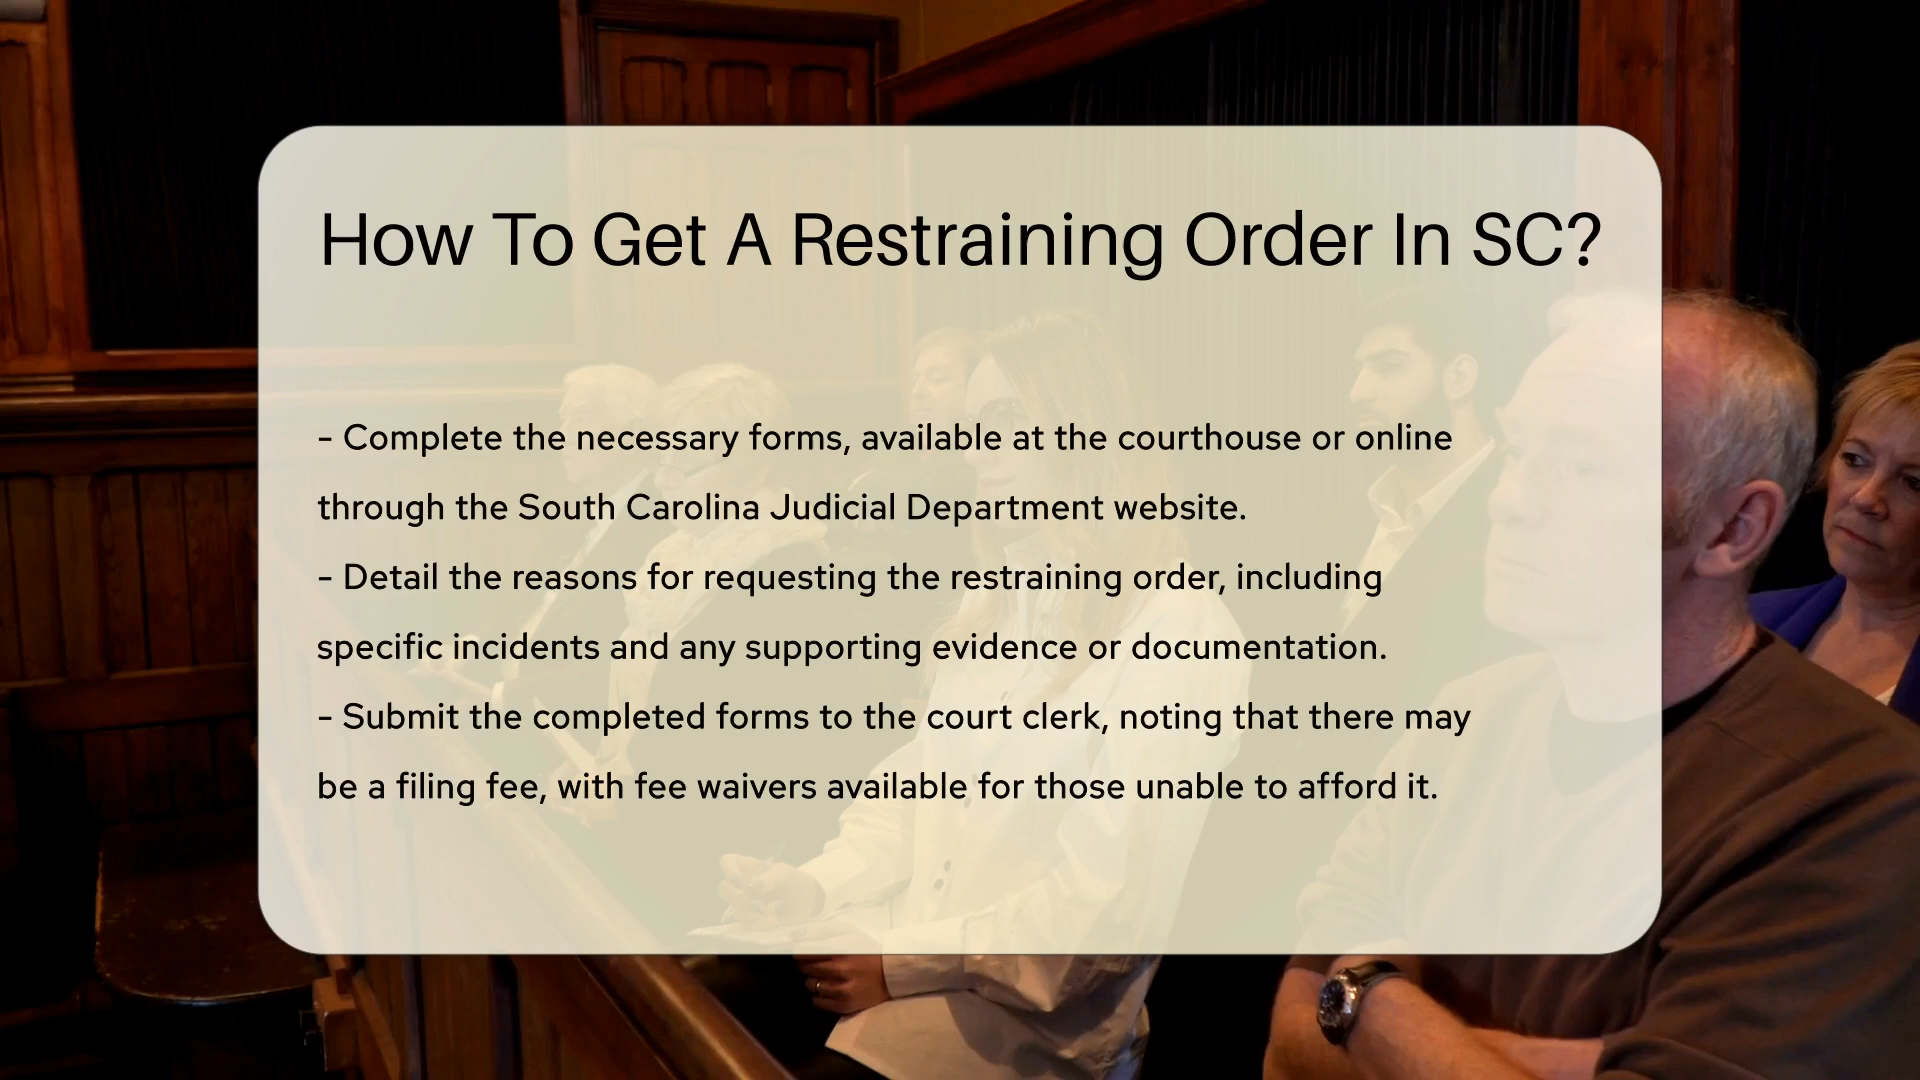 How To Get A Restraining Order In SC?
- Complete the necessary forms, available at the courthouse or online
through the South Carolina Judicial Department website.
- Detail the reasons for requesting the restraining order, including
specific incidents and any supporting evidence or documentation.
- Submit the completed forms to the court clerk, noting that there may
be a filing fee, with fee waivers available for those unable to afford it.